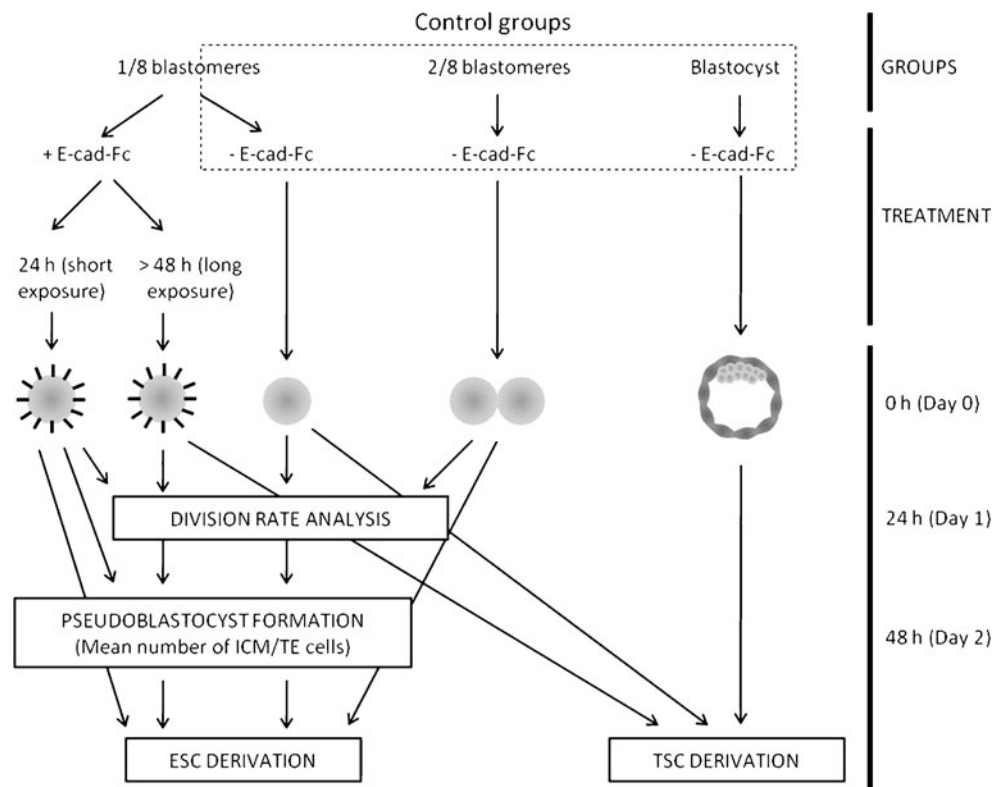 Control groups
1/8 blastomeres
2/8 blastomeres
Blastocyst
GROUPS
+ E-cad-Fc
- E-cad-Fc
- E-cad-Fc
- E-cad-Fc
TREATMENT
24 h (short
exposure)
> 48 h (long
exposure)
0 h (Day 0)
DIVISION RATE ANALYSIS
24 h (Day 1)
PSEUDOBLASTOCYST FORMATION
(Mean number of ICM/TE cells)
48 h (Day 2)
ESC DERIVATION
TSC DERIVATION